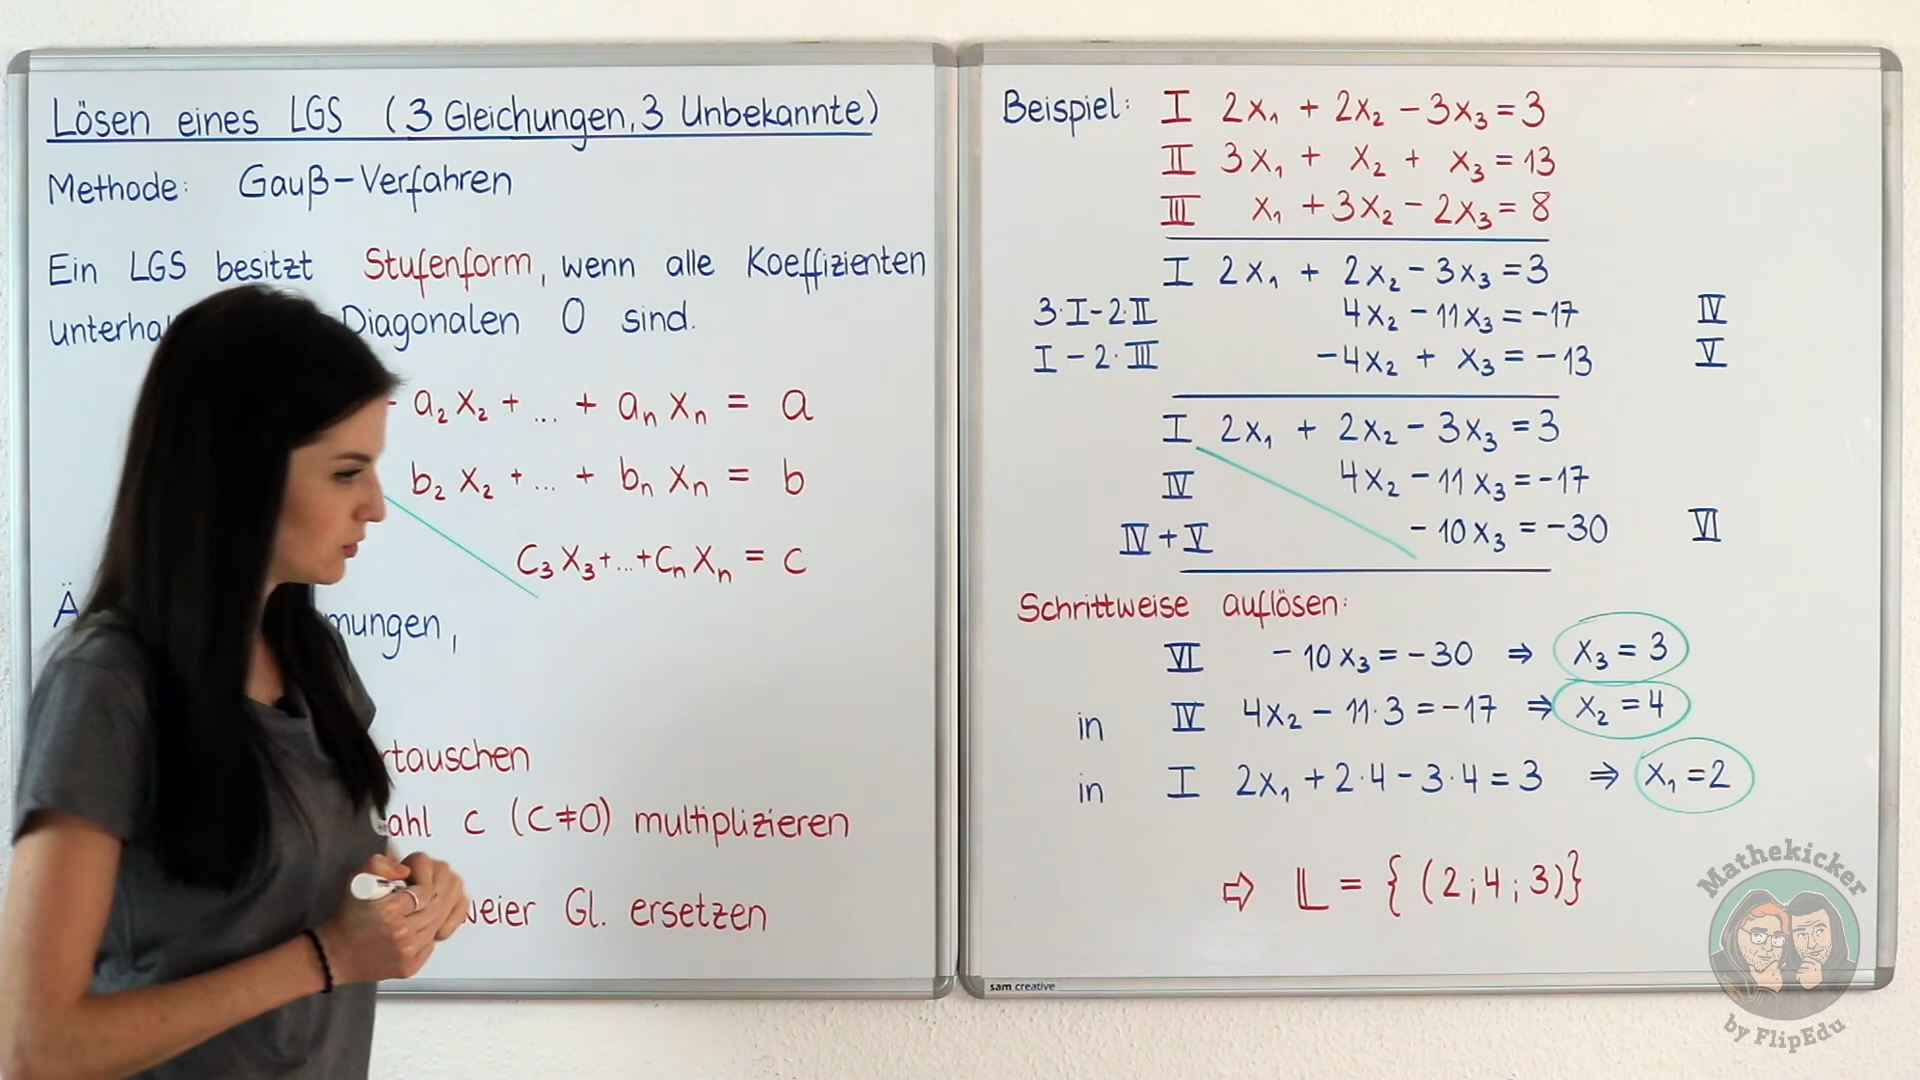 Lösen eines LGS (3 Gleichungen, 3 Unbekannte)
Methode: Gauß-Verfahren
Ein LGS besitzt Stufenform, wenn alle Koeffizienten
unterha Diagonalen 0 sind.
a₂x₂ + ... + aₙxₙ = a
b₂x₂ + ... + bₙxₙ = b
c₃x₃+...+cₙxₙ = c
Ä mungen,
rtauschen
ahl c (c≠0) multiplizieren
weier Gl. ersetzen
Beispiel: I 2x₁ + 2x₂ - 3x₃ = 3
II 3x₁ + x₂ + x₃ = 13
III x₁ + 3x₂ - 2x₃ = 8
I 2x₁ + 2x₂ - 3x₃ = 3
3·I-2·II 4x₂ - 11x₃ = -17 IV
I - 2·III -4x₂ + x₃ = -13 V
I 2x₁ + 2x₂ - 3x₃ = 3
IV 4x₂ - 11x₃ = -17
IV + V - 10x₃ = -30 VI
Schrittweise auflösen:
VI - 10x₃ = -30 ⇒ x₃ = 3
in IV 4x₂ - 11·3 = -17 ⇒ x₂ = 4
in I 2x₁ + 2·4 - 3·4 = 3 ⇒ x₁ = 2
⇨ 𝕃 = {(2;4;3)}
sam creative
Mathekicker
by FlipEdu